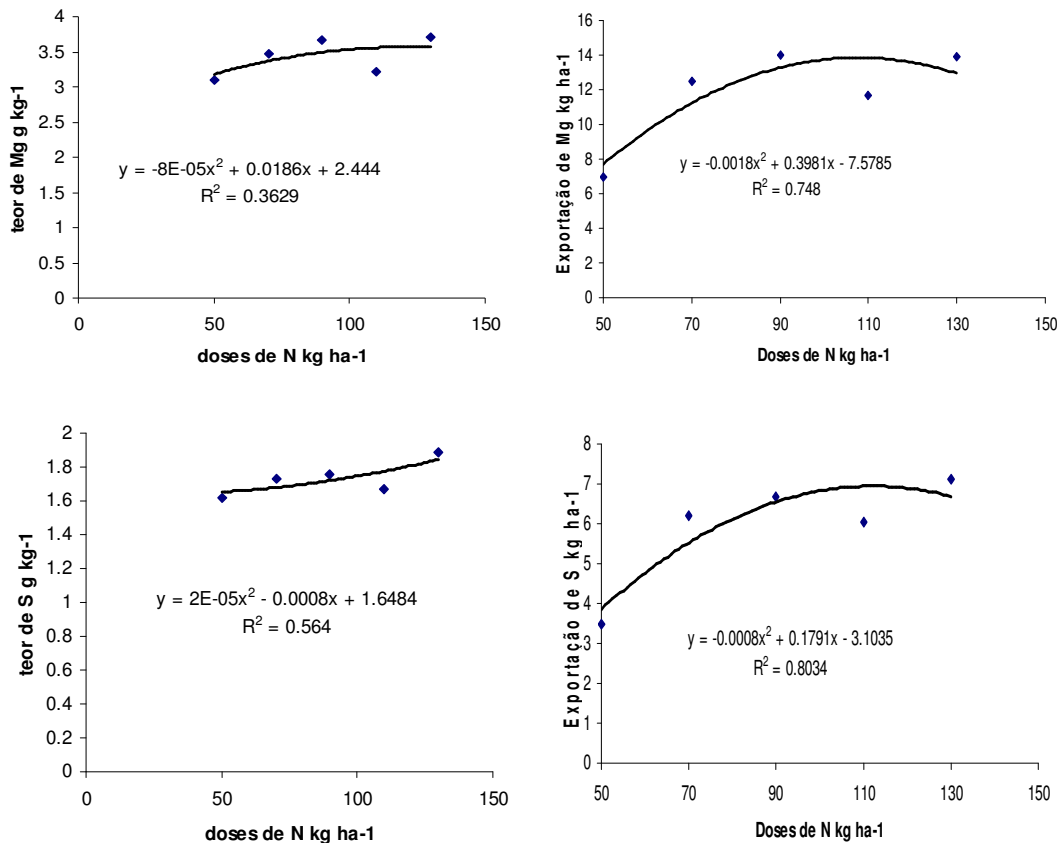 teor de Mg g kg-1
4
3.5
3
2.5
2
1.5
1
0.5
0
y = -8E-05x² + 0.0186x + 2.444
R² = 0.3629
0 50 100 150
doses de N kg ha-1
Exportação de Mg kg ha-1
16
14
12
10
8
6
4
2
0
y = -0.0018x² + 0.3981x - 7.5785
R² = 0.748
50 70 90 110 130 150
Doses de N kg ha-1
teor de S g kg-1
2
1.8
1.6
1.4
1.2
1
0.8
0.6
0.4
0.2
0
y = 2E-05x² - 0.0008x + 1.6484
R² = 0.564
0 50 100 150
doses de N kg ha-1
Exportação de S kg ha-1
8
7
6
5
4
3
2
1
0
y = -0.0008x² + 0.1791x - 3.1035
R² = 0.8034
50 70 90 110 130 150
Doses de N kg ha-1